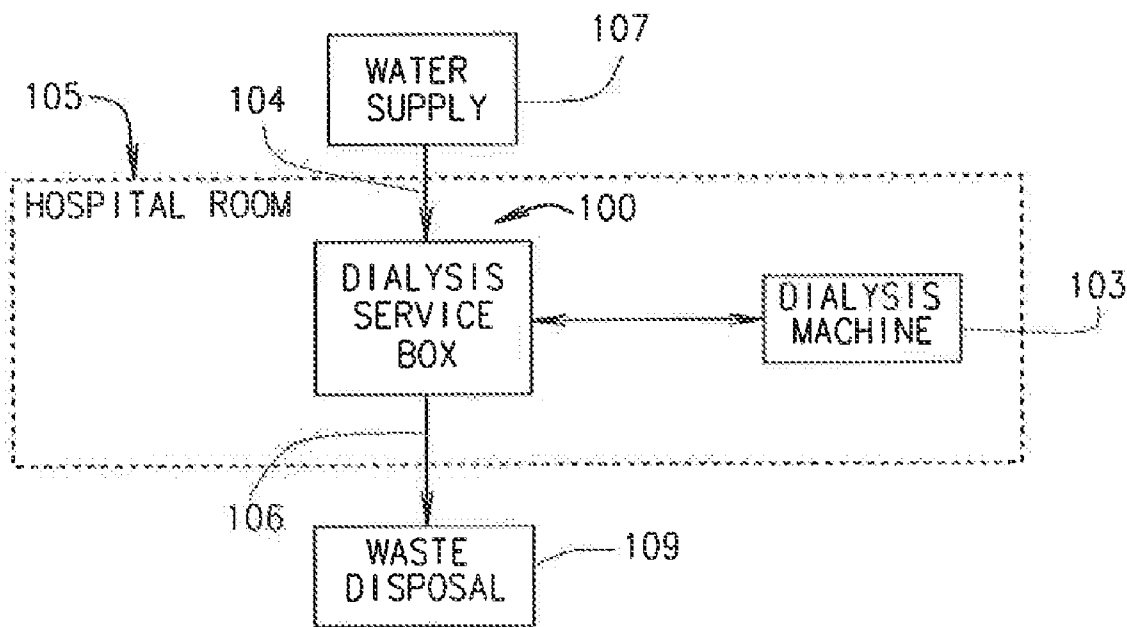 107
WATER
SUPPLY
105
104
HOSPITAL ROOM
100
DIALYSIS
SERVICE
BOX
DIALYSIS
MACHINE
103
106
WASTE
DISPOSAL
109